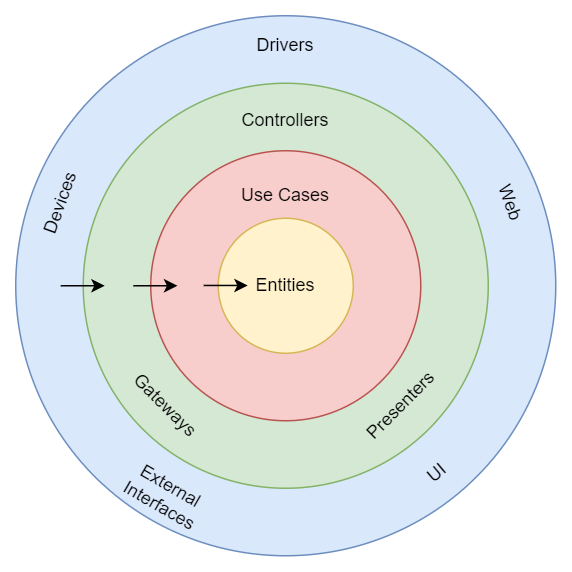 Drivers
Controllers
Devices
Web
Use Cases
Entities
Gateways
Presenters
UI
External
Interfaces